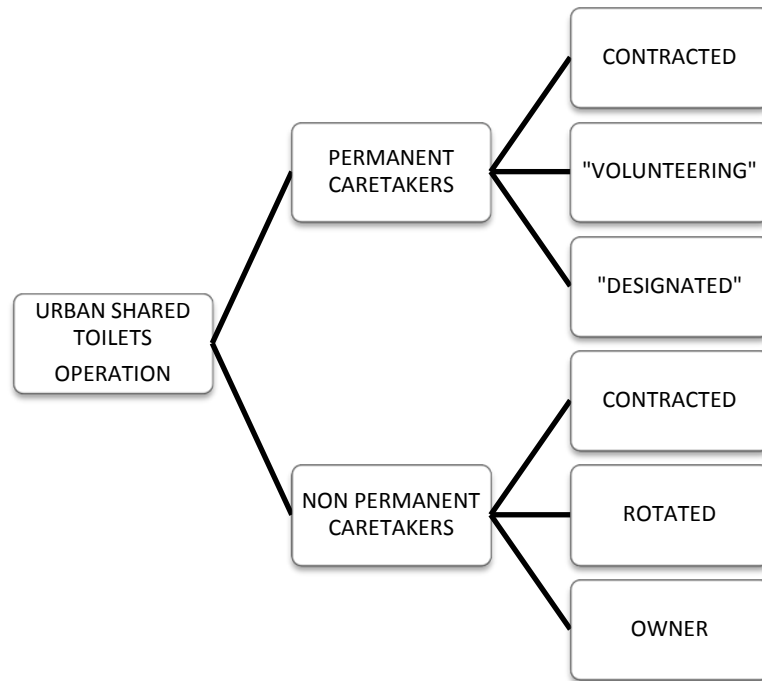 URBAN SHARED
TOILETS
OPERATION
PERMANENT
CARETAKERS
CONTRACTED
"VOLUNTEERING"
"DESIGNATED"
NON PERMANENT
CARETAKERS
CONTRACTED
ROTATED
OWNER